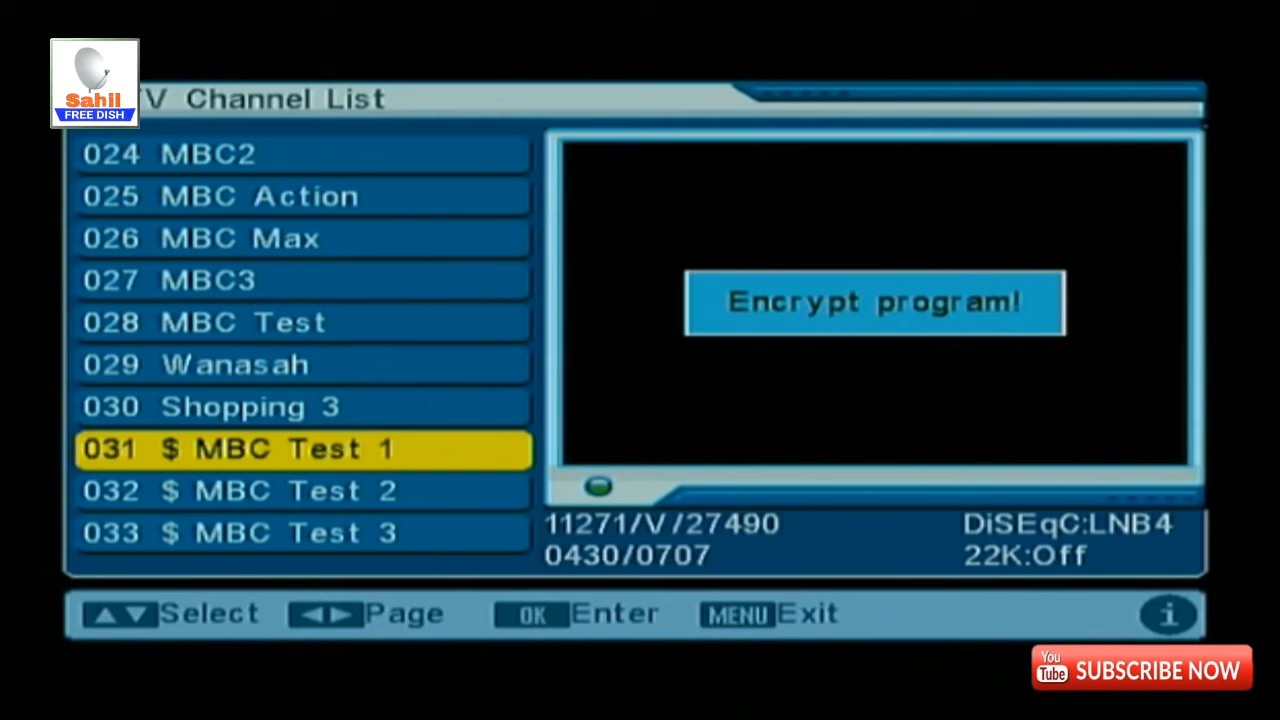 Sahil
FREE DISH
V Channel List
024 MBC2
025 MBC Action
026 MBC Max
027 MBC3
028 MBC Test
029 Wanasah
030 Shopping 3
031 $ MBC Test 1
032 $ MBC Test 2
033 $ MBC Test 3
Encrypt program!
11271/V/27490
DiSEqC:LNB4
0430/0707
22K:Off
Select
Page
OK Enter
MENU Exit
i
You
Tube
SUBSCRIBE NOW